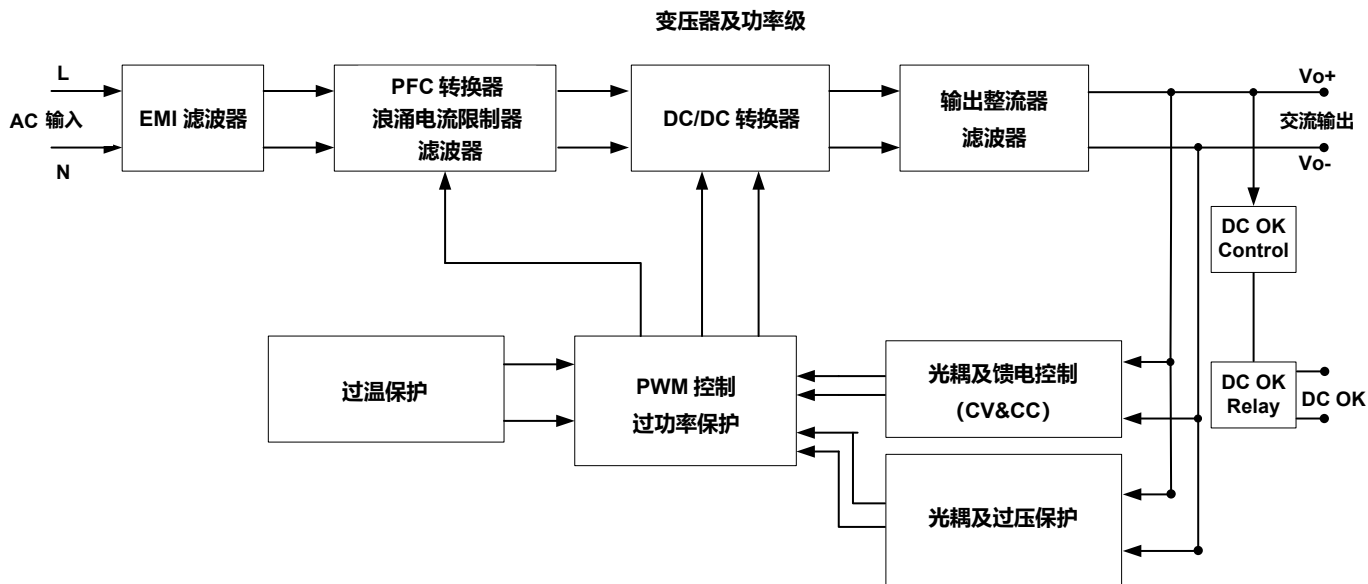 变压器及功率级
L
AC 输入
N
EMI 滤波器
PFC 转换器
浪涌电流限制器
滤波器
DC/DC 转换器
输出整流器
滤波器
Vo+
交流输出
Vo-
DC OK
Control
过温保护
PWM 控制
过功率保护
光耦及馈电控制
（CV&CC）
DC OK
Relay
DC OK
光耦及过压保护